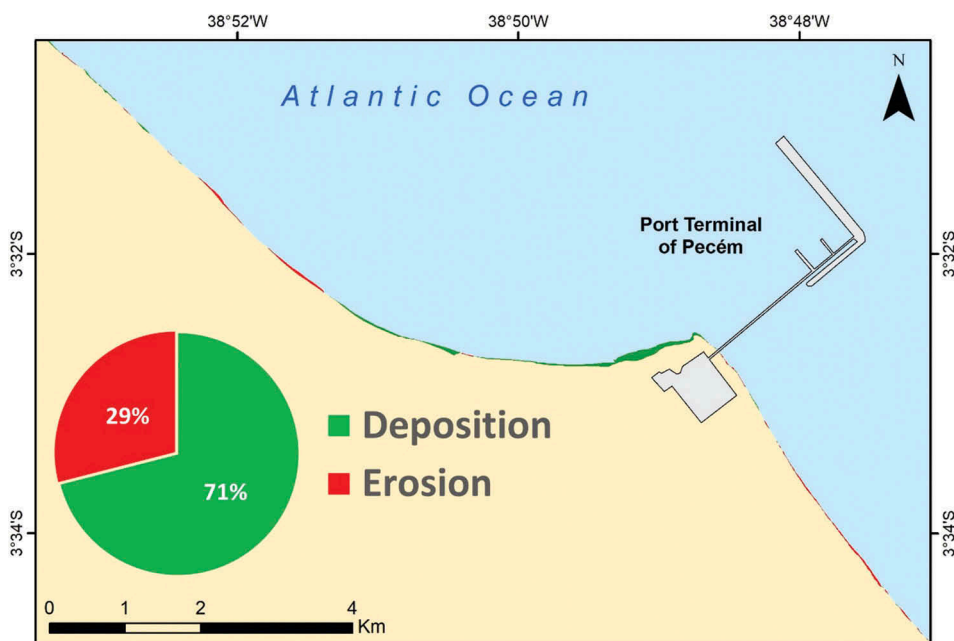 38°52'W 38°50'W 38°48'W
Atlantic Ocean
N
Port Terminal
of Pecém
3°32'S 3°32'S
29%
71%
Deposition
Erosion
3°34'S 3°34'S
0 1 2 4
Km